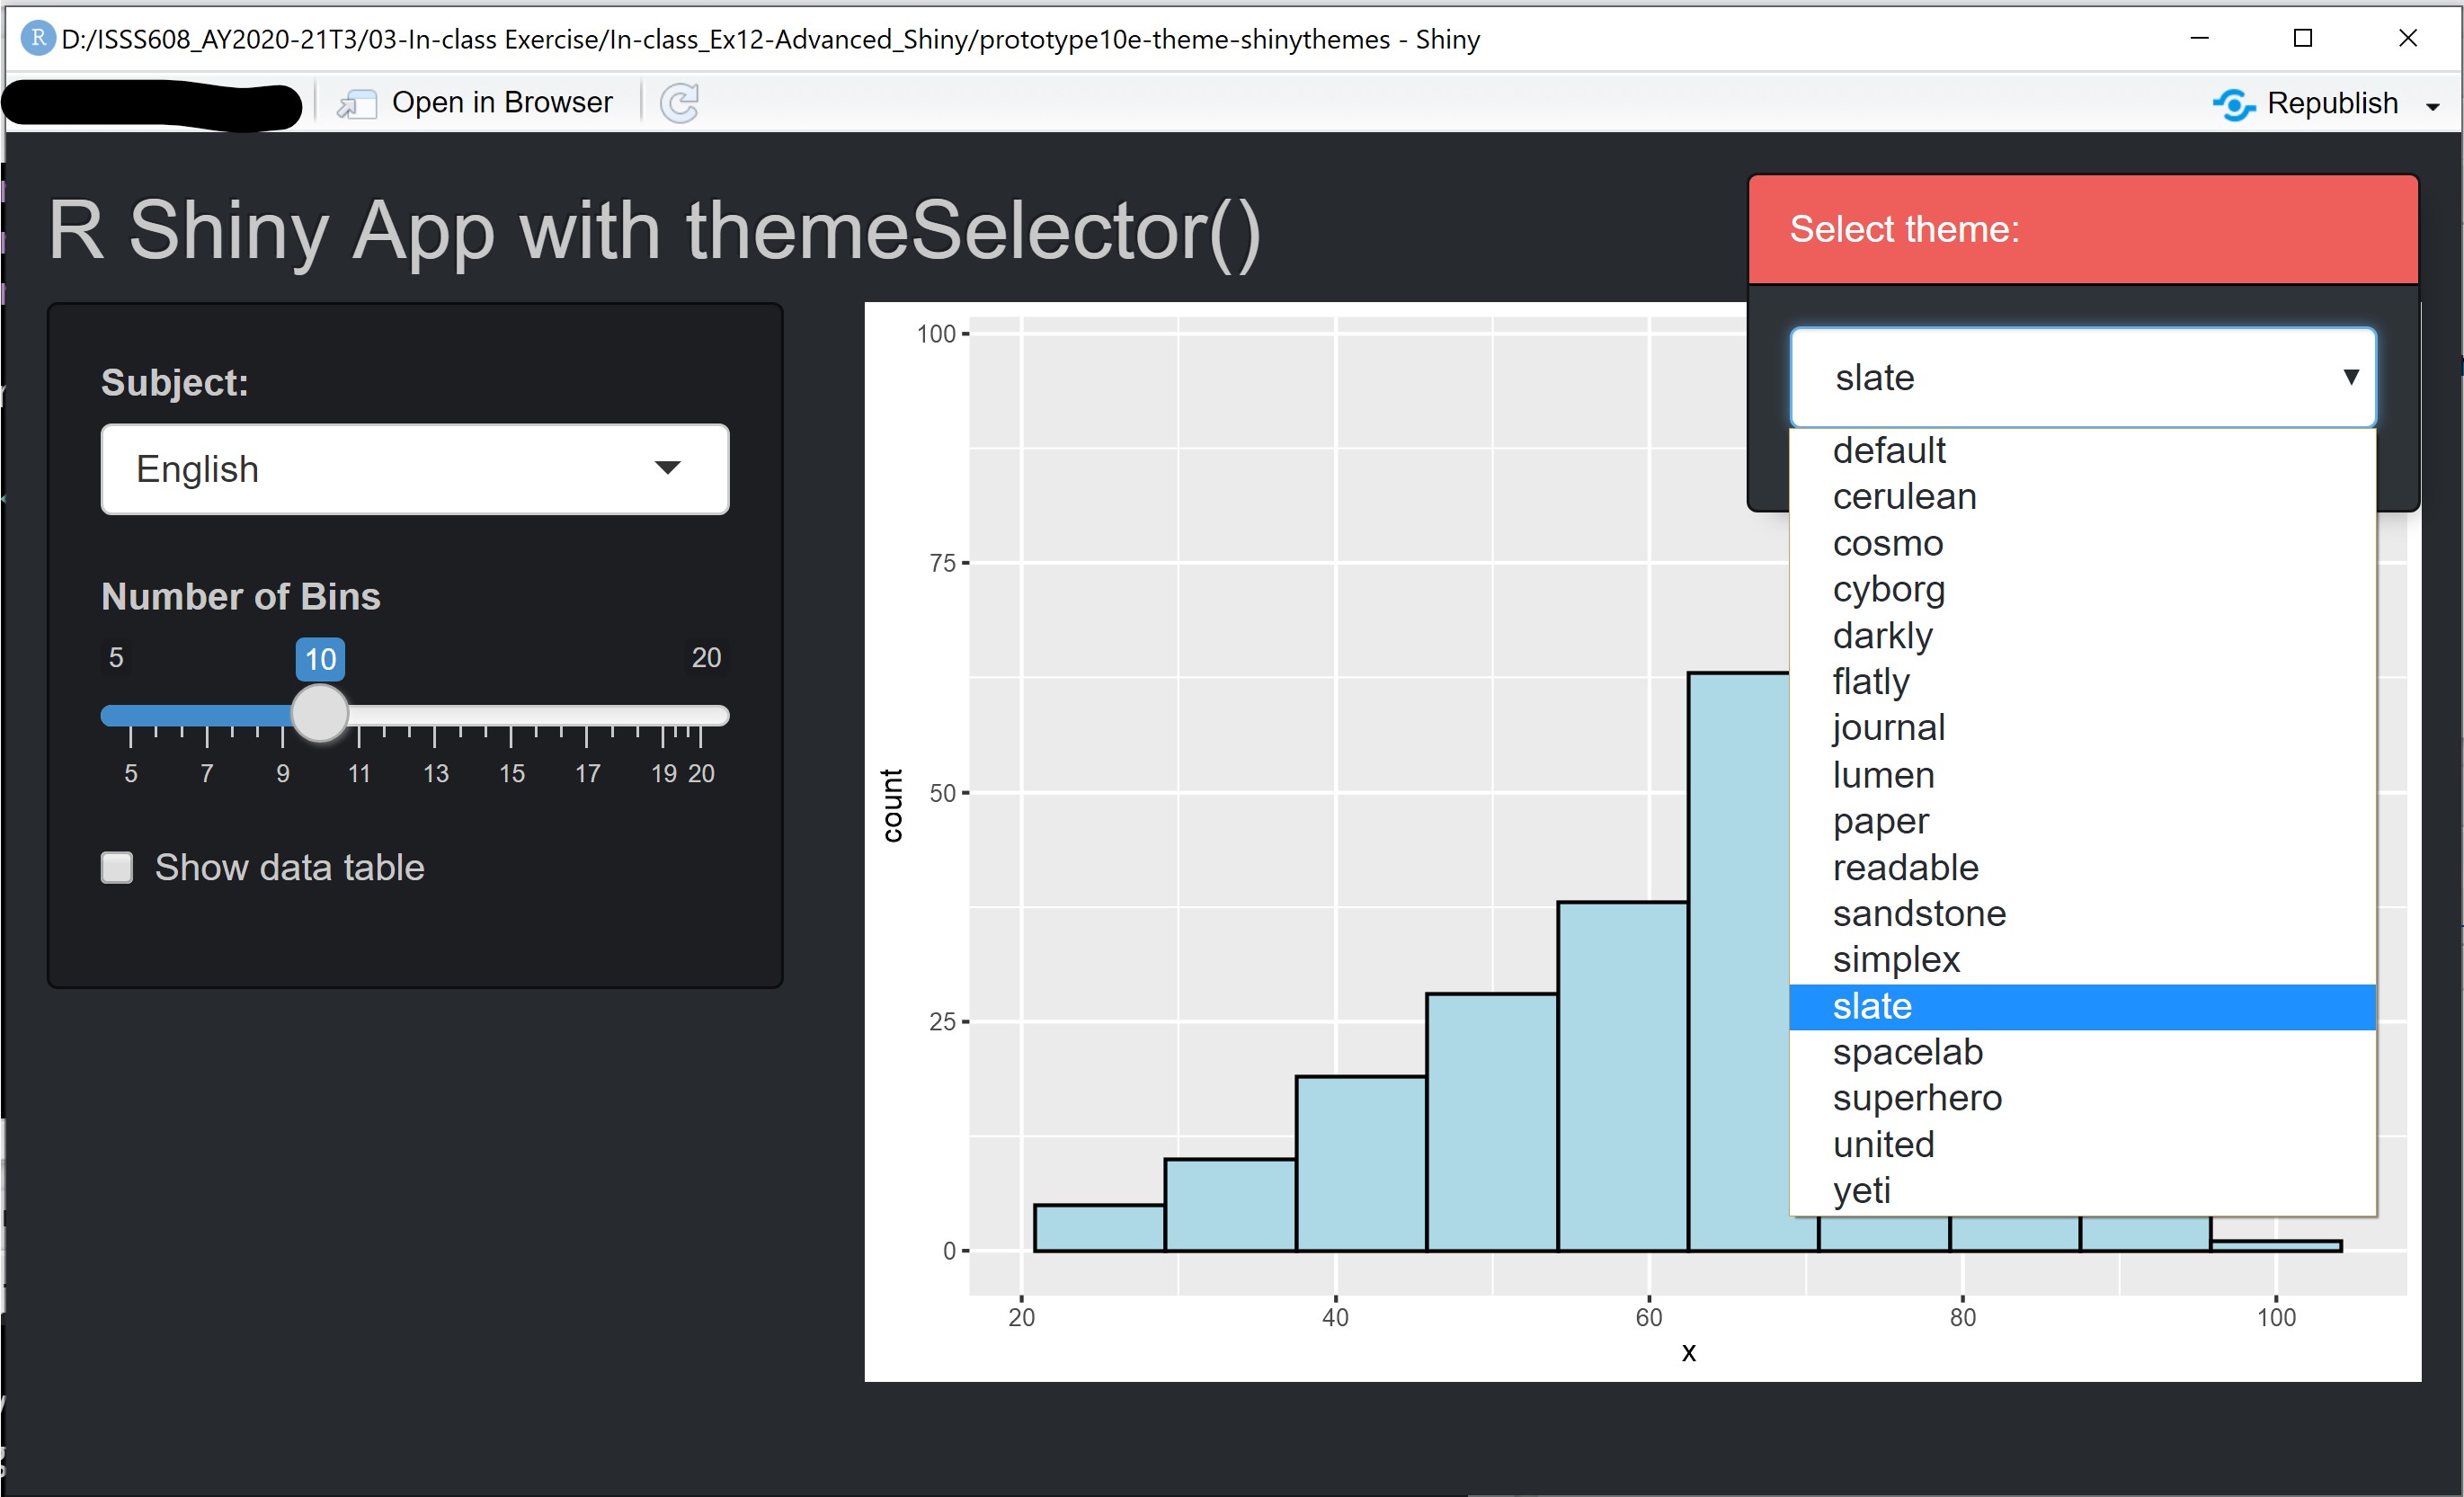 D:/ISSS608_AY2020-21T3/03-In-class Exercise/In-class_Ex12-Advanced_Shiny/prototype10e-theme-shinythemes - Shiny
Open in Browser
Republish
R Shiny App with themeSelector()
Subject:
English
Number of Bins
5 10 20
5 7 9 11 13 15 17 19 20
Show data table
100
75
50
25
0
count
20 40 60 80 100
x
Select theme:
slate
default
cerulean
cosmo
cyborg
darkly
flatly
journal
lumen
paper
readable
sandstone
simplex
slate
spacelab
superhero
united
yeti